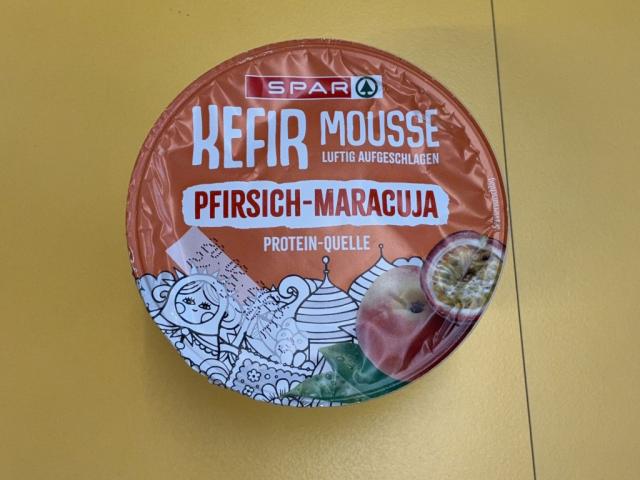 SPAR
KEFIR MOUSSE
LUFTIG AUFGESCHLAGEN
PFIRSICH-MARACUJA
PROTEIN-QUELLE